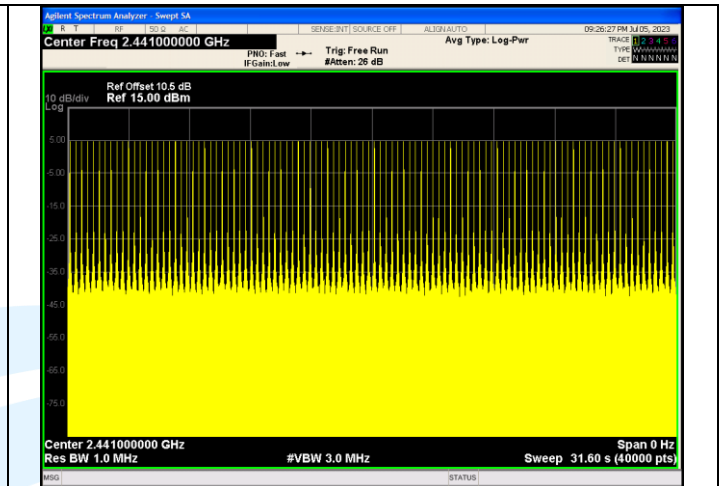 Agilent Spectrum Analyzer - Swept SA
R T RF 50 Ω AC SENSE:INT SOURCE OFF ALIGN AUTO 09:26:27 PM Jul 05, 2023
Center Freq 2.441000000 GHz Avg Type: Log-Pwr TRACE 1 2 3 4 5 6
PNO: Fast Trig: Free Run TYPE
IFGain:Low #Atten: 26 dB DET N N N N N N
Ref Offset 10.5 dB
10 dB/div Ref 15.00 dBm
Log
5.00
-5.00
-15.0
-25.0
-35.0
-45.0
-55.0
-65.0
-75.0
Center 2.441000000 GHz Span 0 Hz
Res BW 1.0 MHz #VBW 3.0 MHz Sweep 31.60 s (40000 pts)
MSG STATUS